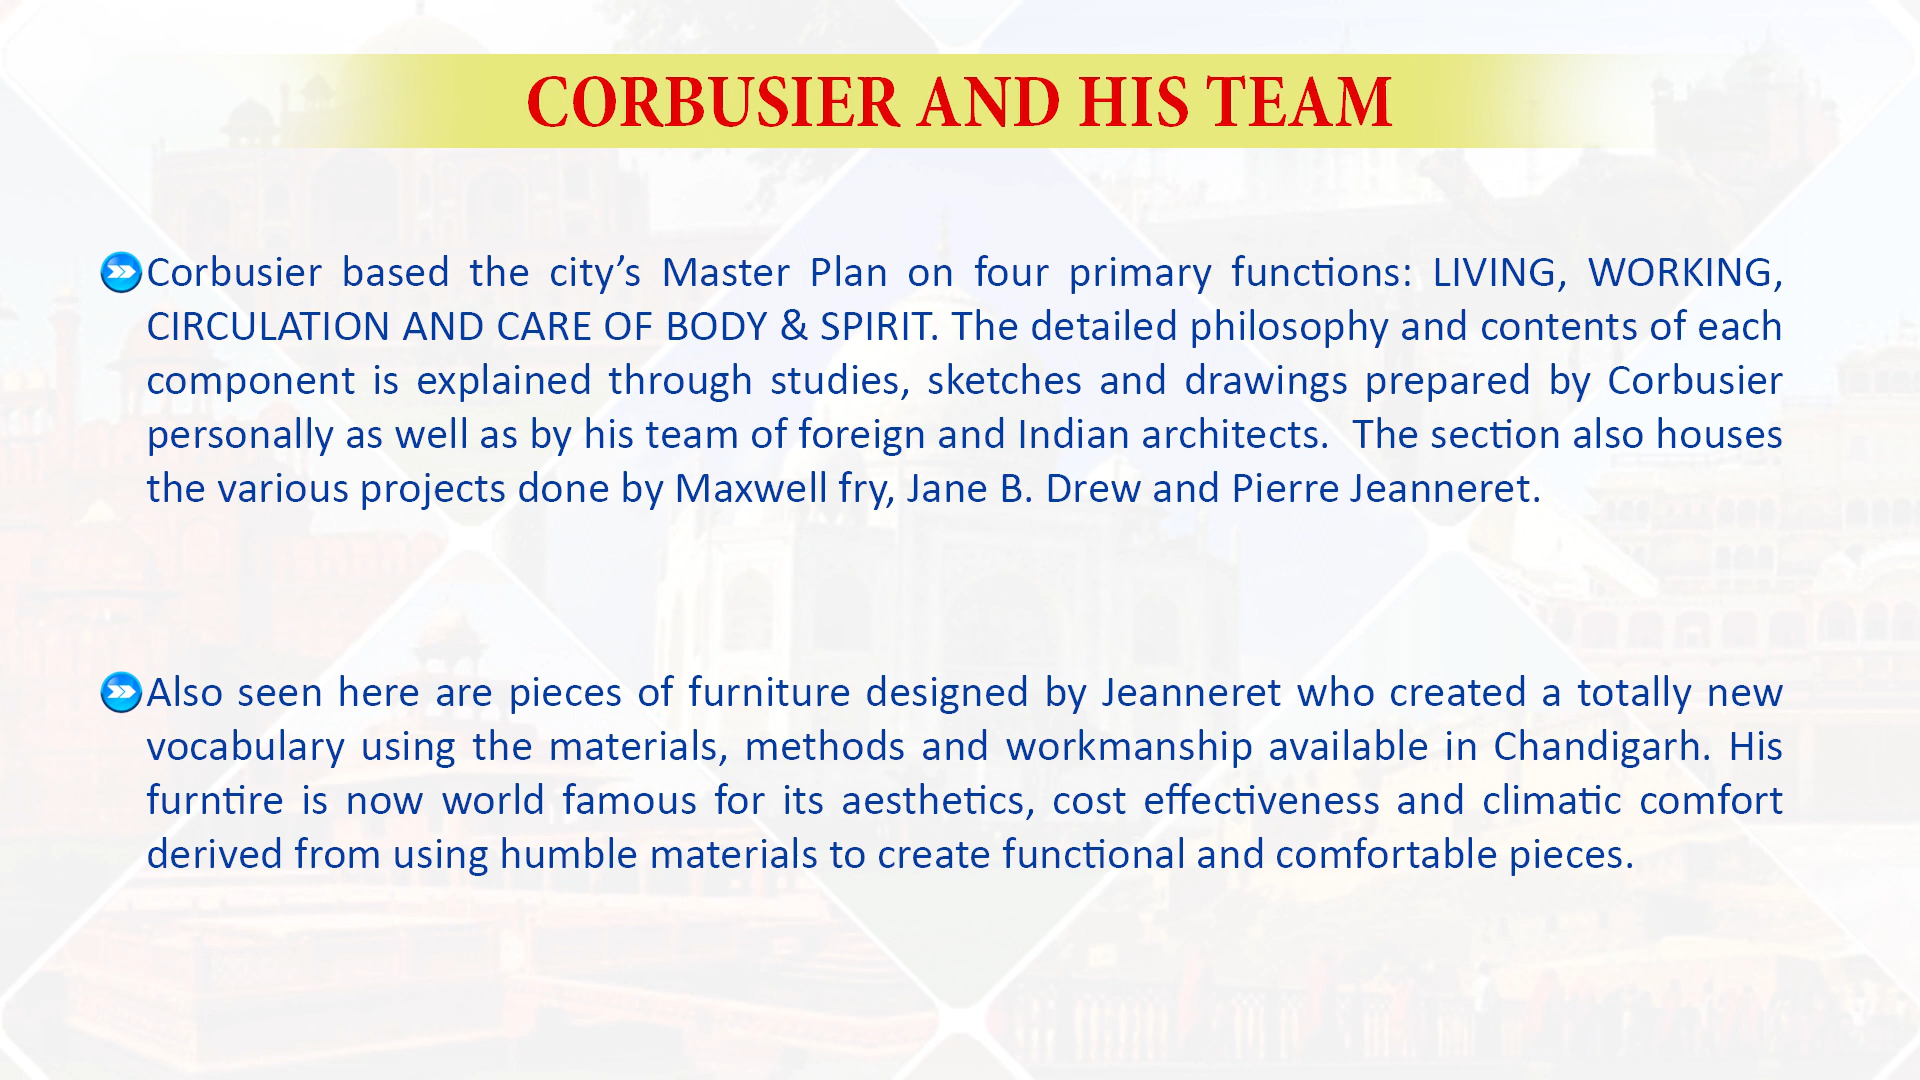 CORBUSIER AND HIS TEAM
Corbusier based the city’s Master Plan on four primary functions: LIVING, WORKING,
CIRCULATION AND CARE OF BODY & SPIRIT. The detailed philosophy and contents of each
component is explained through studies, sketches and drawings prepared by Corbusier
personally as well as by his team of foreign and Indian architects.  The section also houses
the various projects done by Maxwell fry, Jane B. Drew and Pierre Jeanneret.
Also seen here are pieces of furniture designed by Jeanneret who created a totally new
vocabulary using the materials, methods and workmanship available in Chandigarh. His
furntire is now world famous for its aesthetics, cost effectiveness and climatic comfort
derived from using humble materials to create functional and comfortable pieces.